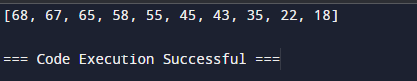 [68, 67, 65, 58, 55, 45, 43, 35, 22, 18]
=== Code Execution Successful ===